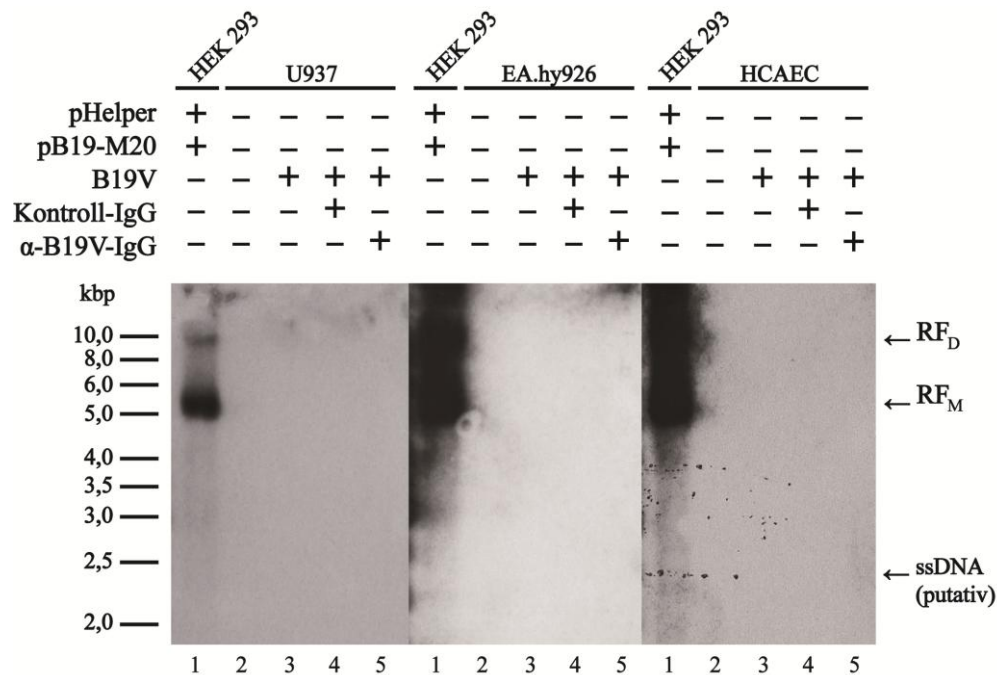 HEK 293 U937 HEK 293 EA.hy926 HEK 293 HCAEC
pHelper + – – – – + – – – – + – – – –
pB19-M20 + – – – – + – – – – + – – – –
B19V – – + + + – – + + + – – + + +
Kontroll-IgG – – – + – – – – + – – – – + –
α-B19V-IgG – – – – + – – – – + – – – – +
kbp
10,0 ← RF_D
8,0
6,0
5,0 ← RF_M
4,0
3,5
3,0
2,5 ← ssDNA
(putativ)
2,0
1 2 3 4 5 1 2 3 4 5 1 2 3 4 5